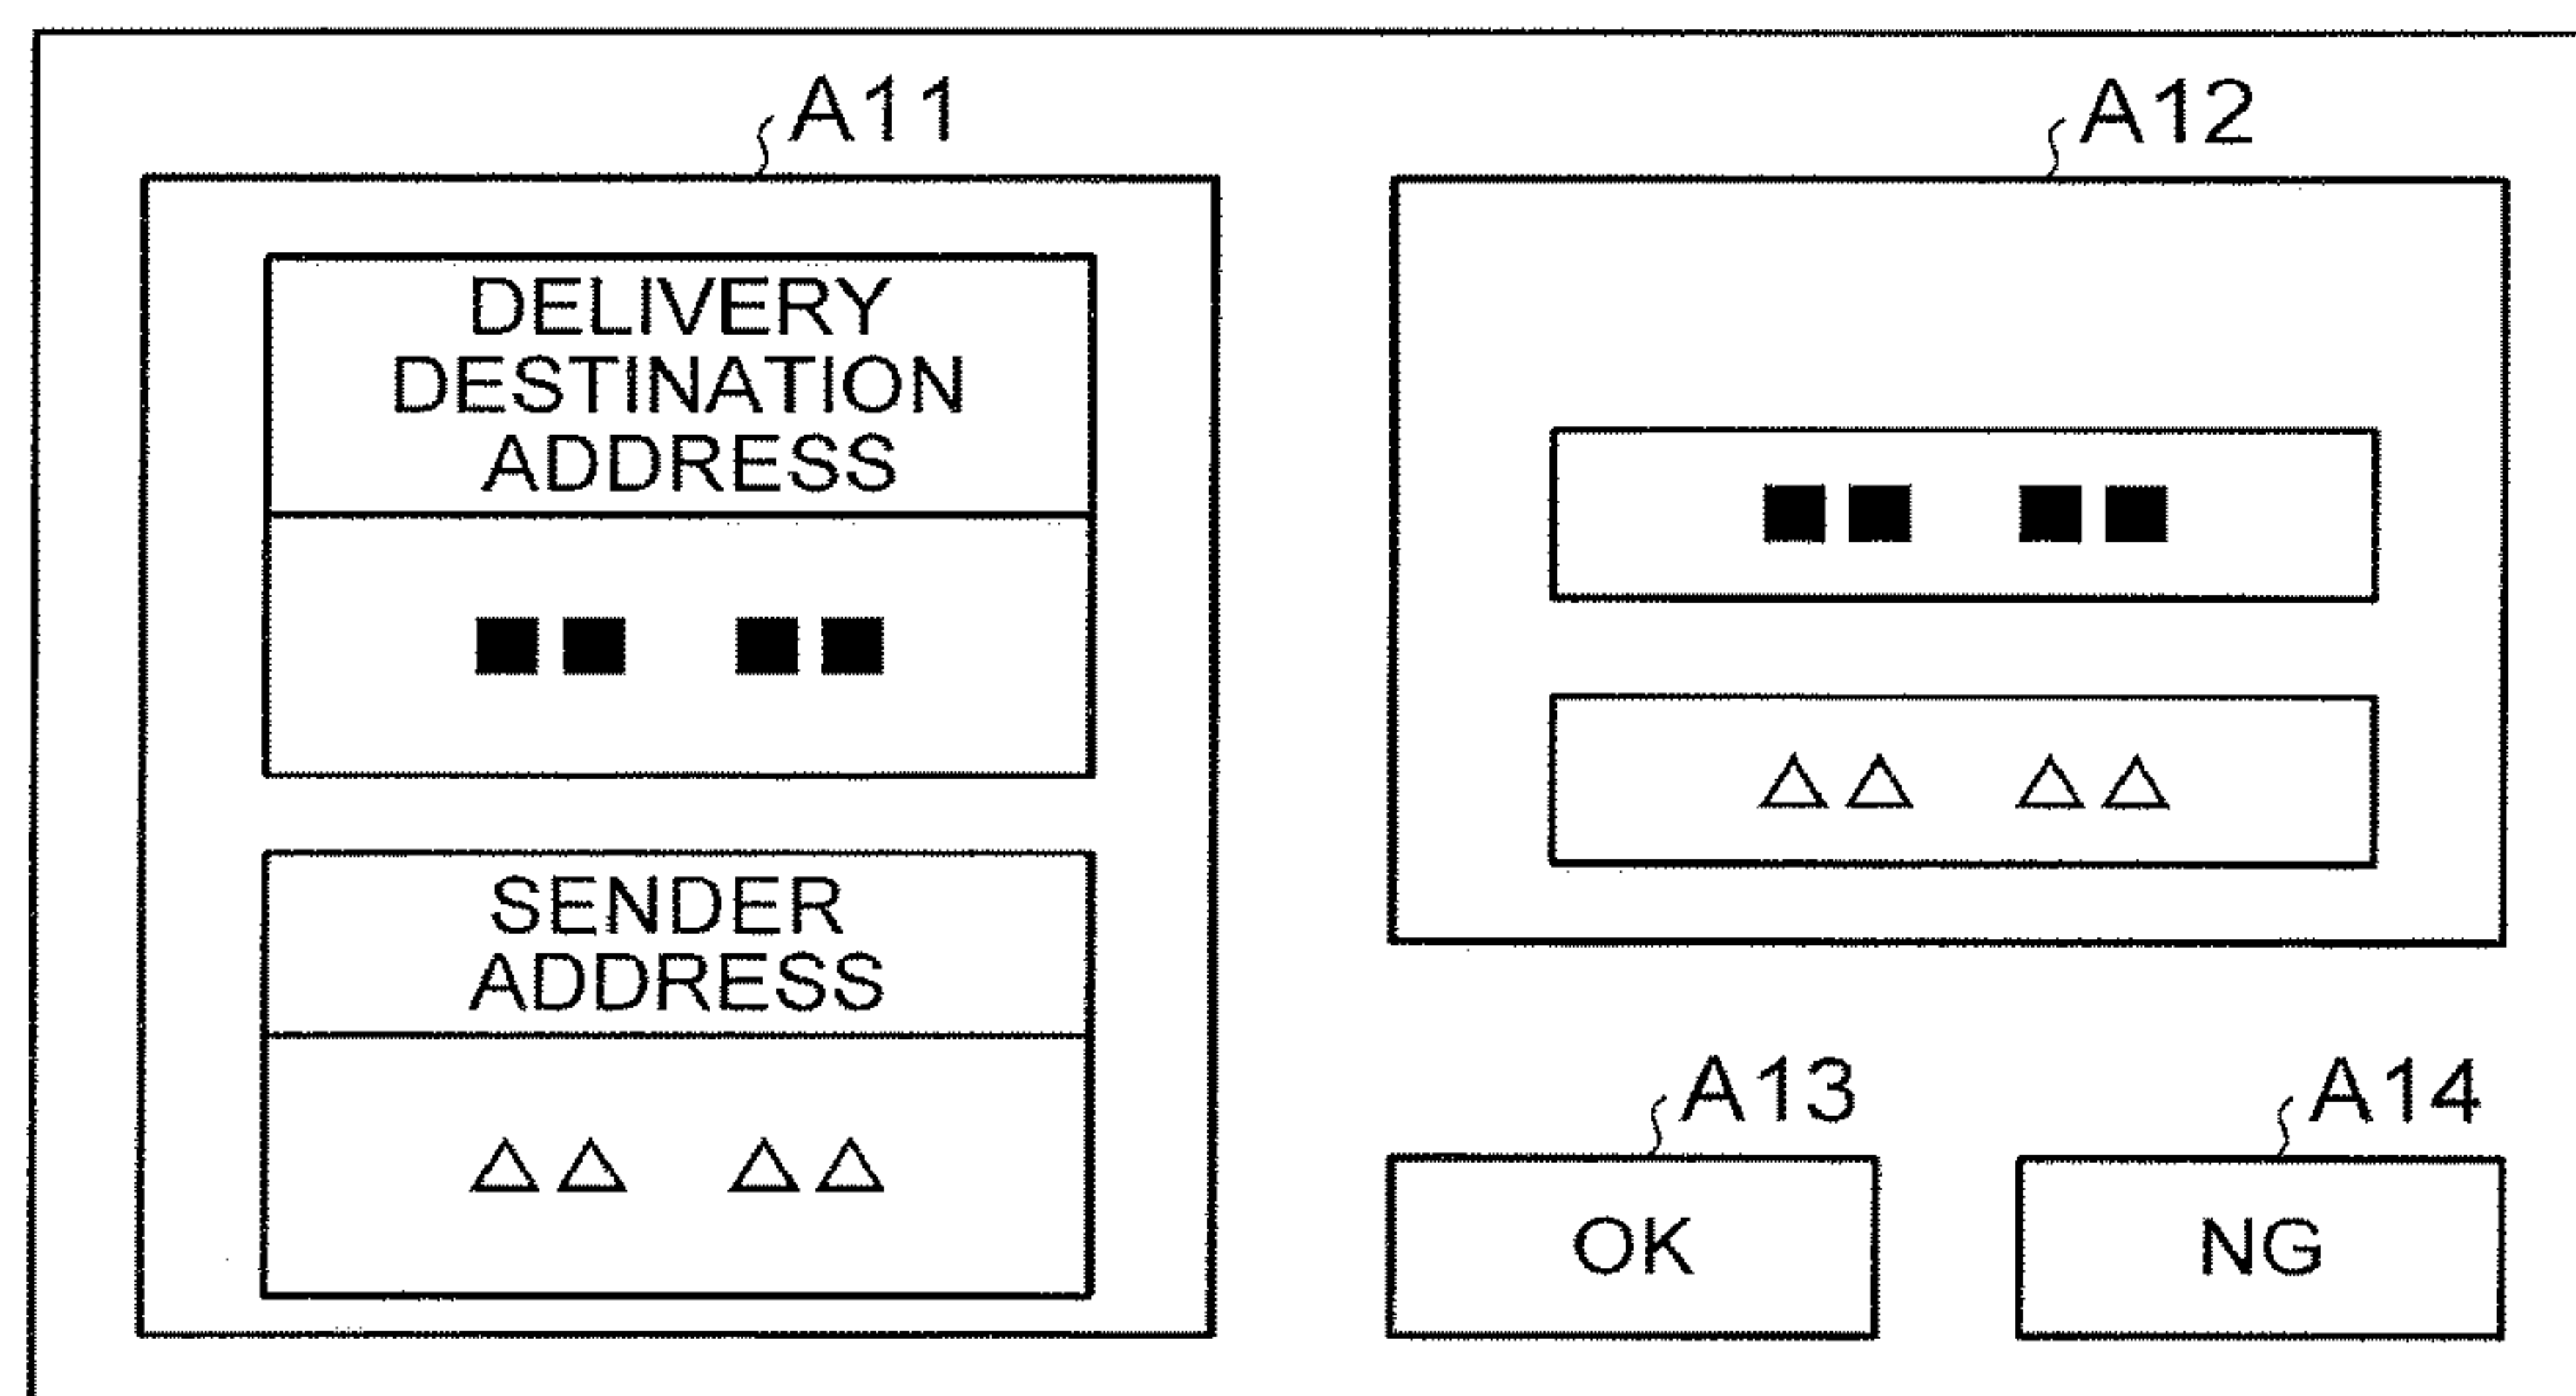 A11
DELIVERY
DESTINATION
ADDRESS
■■ ■■
SENDER
ADDRESS
△△ △△
A12
■■ ■■
△△ △△
A13
OK
A14
NG